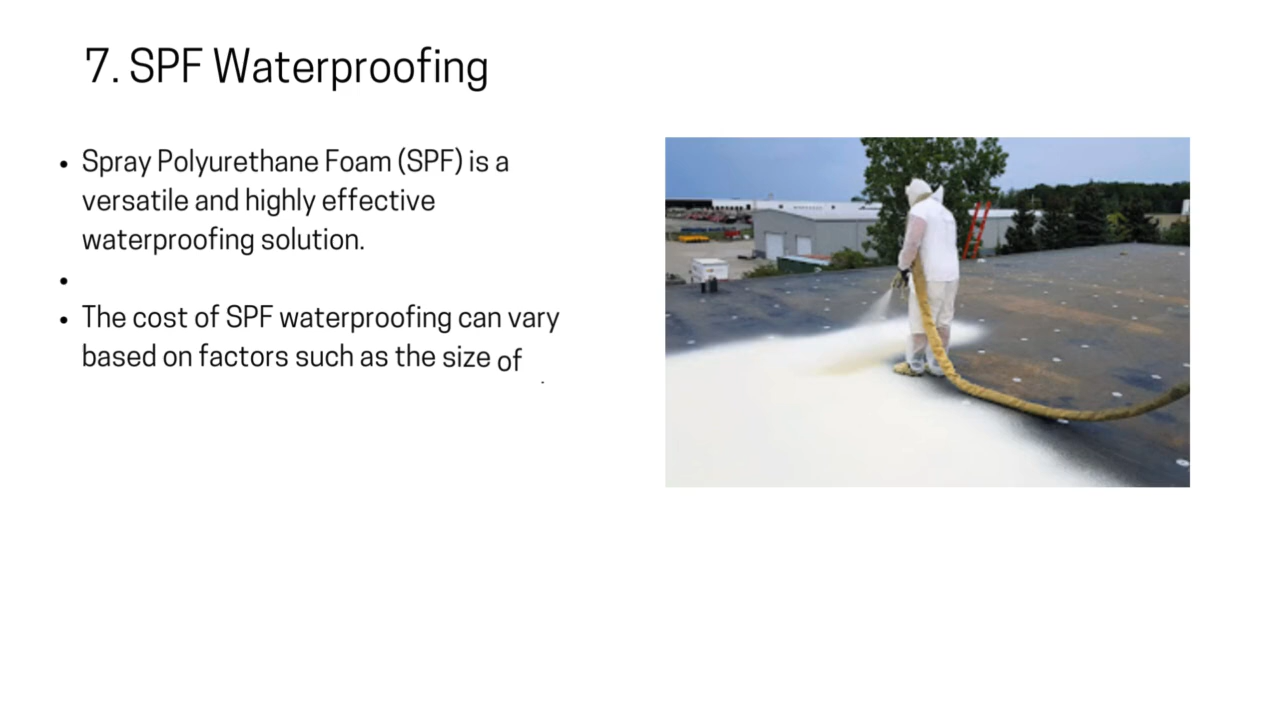 7. SPF Waterproofing
• Spray Polyurethane Foam (SPF) is a
versatile and highly effective
waterproofing solution.
•
• The cost of SPF waterproofing can vary
based on factors such as the size of